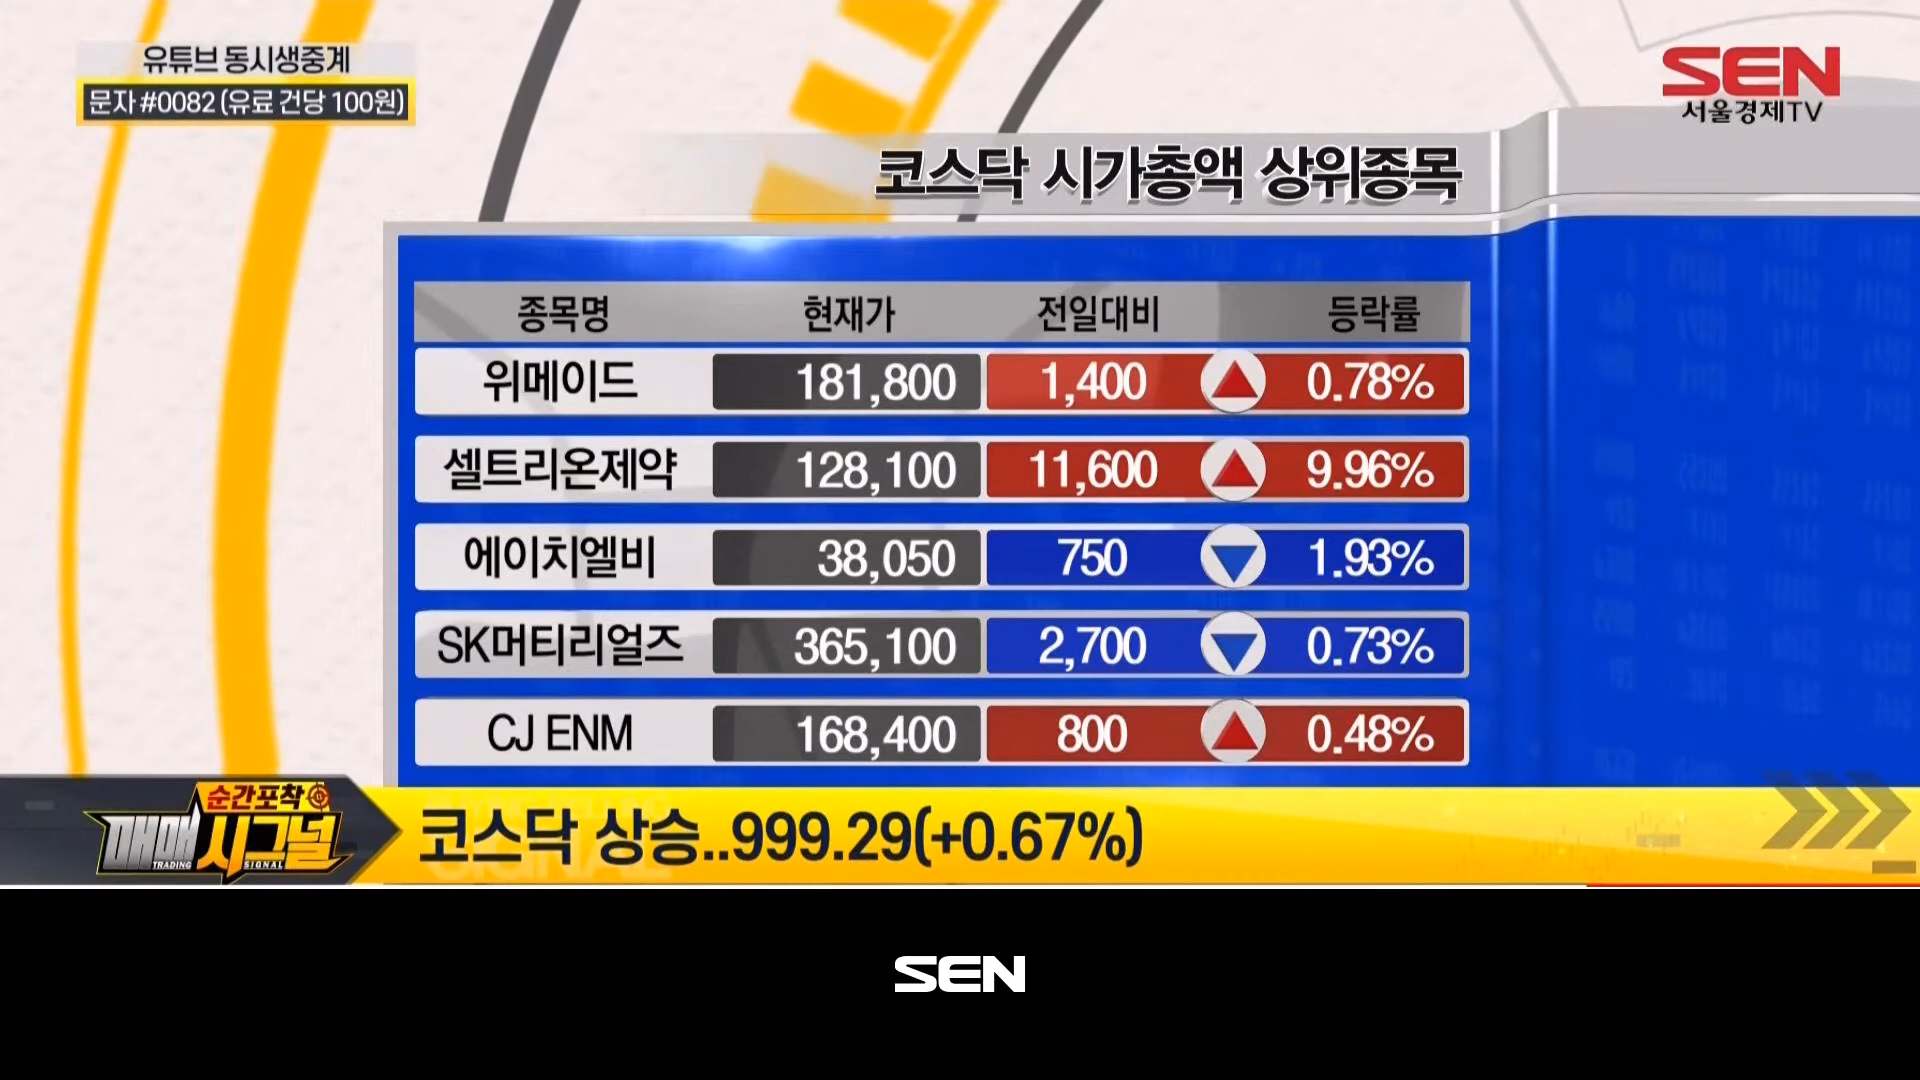 유튜브 동시생중계
문자 #0082 (유료 건당 100원)
SEN
서울경제TV
코스닥 시가총액 상위종목
종목명 현재가 전일대비 등락률
위메이드 181,800 1,400 ▲ 0.78%
셀트리온제약 128,100 11,600 ▲ 9.96%
에이치엘비 38,050 750 ▼ 1.93%
SK머티리얼즈 365,100 2,700 ▼ 0.73%
CJ ENM 168,400 800 ▲ 0.48%
순간포착
매매 시그널
TRADING SIGNAL
코스닥 상승..999.29(+0.67%)
SEN